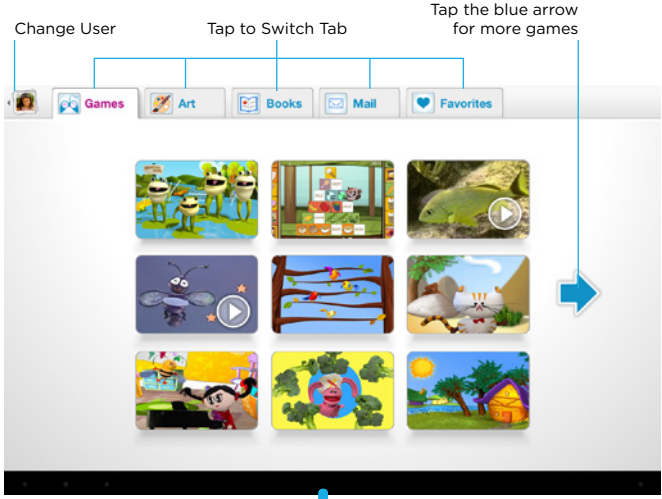 Tap the blue arrow
for more games
Change User
Tap to Switch Tab
Games
Art
Books
Mail
Favorites